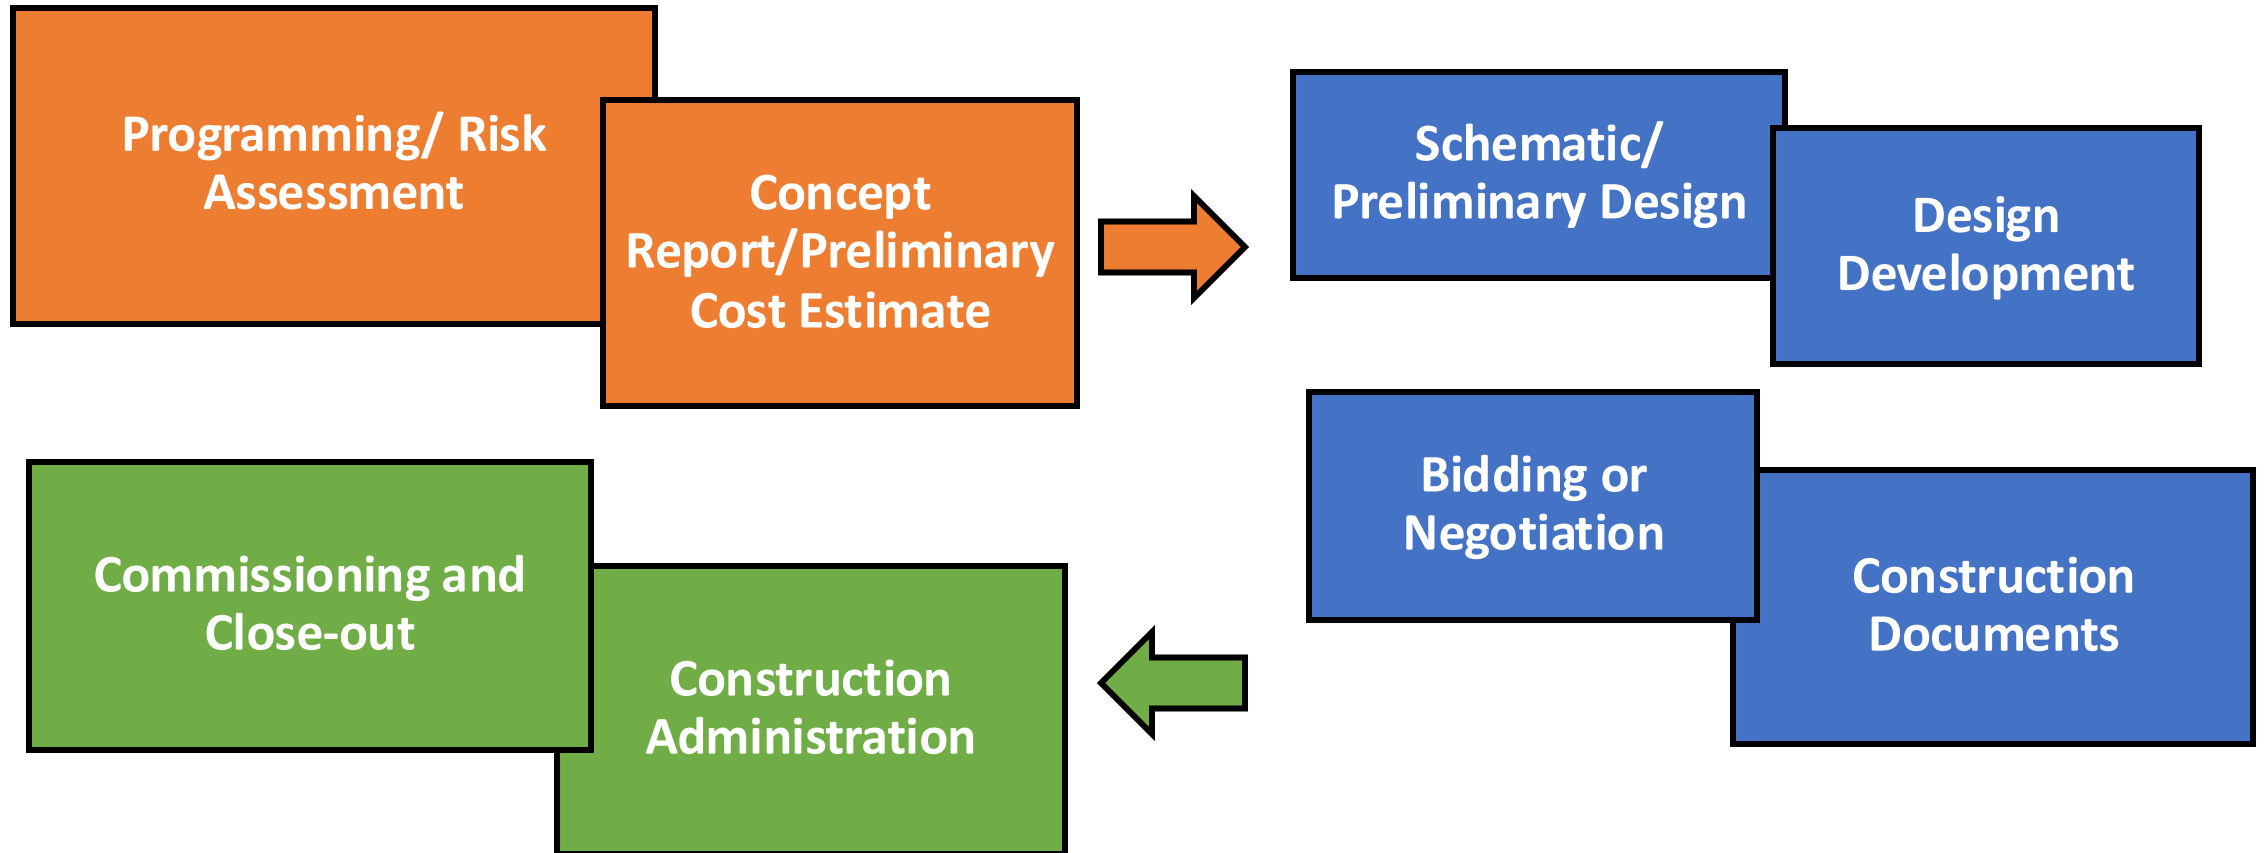 Programming/ Risk
Assessment
Concept
Report/Preliminary
Cost Estimate
Schematic/
Preliminary Design
Design
Development
Bidding or
Negotiation
Construction
Documents
Commissioning and
Close-out
Construction
Administration